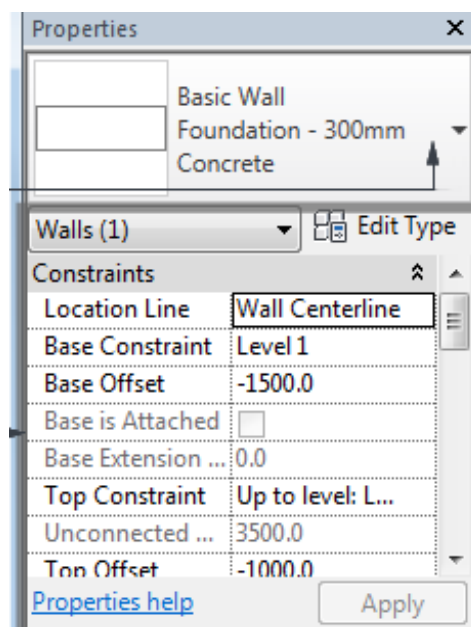 Properties
Basic Wall
Foundation - 300mm
Concrete
Walls (1)
Edit Type
Constraints
Location Line Wall Centerline
Base Constraint Level 1
Base Offset -1500.0
Base is Attached
Base Extension ... 0.0
Top Constraint Up to level: L...
Unconnected ... 3500.0
Top Offset -1000.0
Properties help Apply